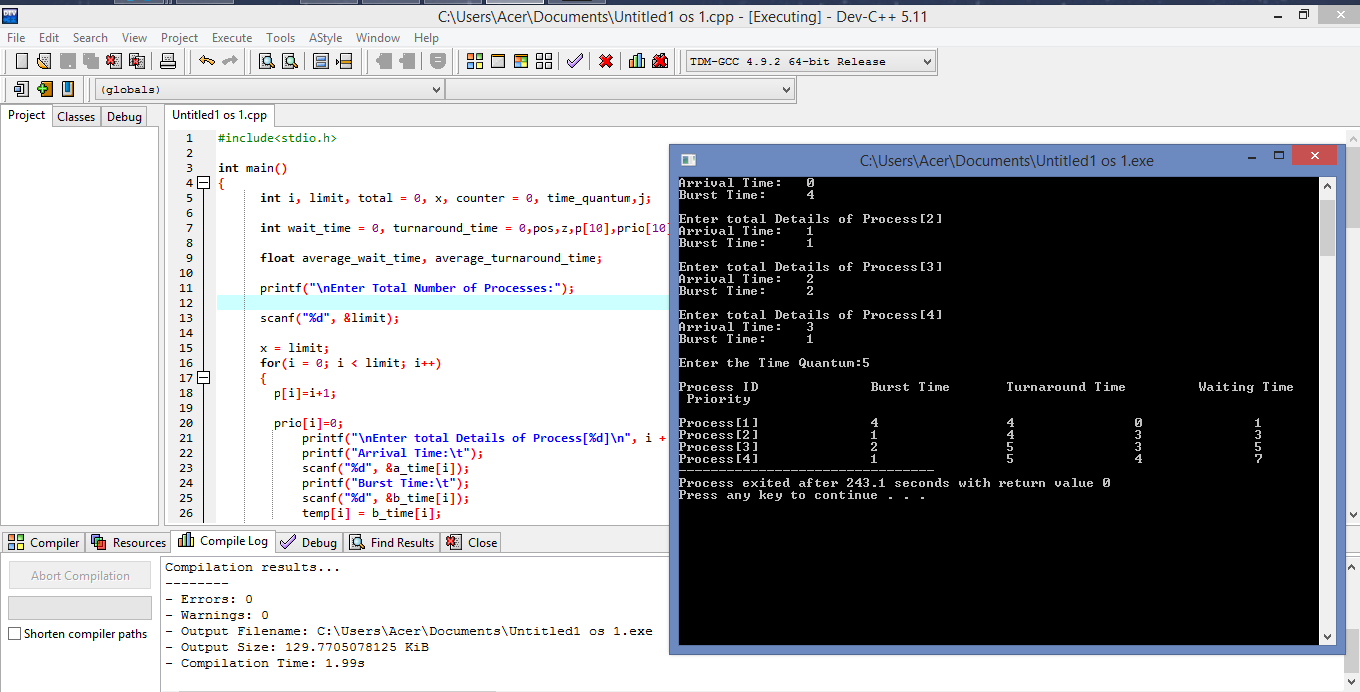 C:\Users\Acer\Documents\Untitled1 os 1.cpp - [Executing] - Dev-C++ 5.11
File Edit Search View Project Execute Tools AStyle Window Help
TDM-GCC 4.9.2 64-bit Release
(globals)
Project Classes Debug
Untitled1 os 1.cpp
1 #include<stdio.h>
2
3 int main()
4 {
5 int i, limit, total = 0, x, counter = 0, time_quantum,j;
6
7 int wait_time = 0, turnaround_time = 0,pos,z,p[10],prio[10]
8
9 float average_wait_time, average_turnaround_time;
10
11 printf("\nEnter Total Number of Processes:");
12
13 scanf("%d", &limit);
14
15 x = limit;
16 for(i = 0; i < limit; i++)
17 {
18 p[i]=i+1;
19
20 prio[i]=0;
21 printf("\nEnter total Details of Process[%d]\n", i +
22 printf("Arrival Time:\t");
23 scanf("%d", &a_time[i]);
24 printf("Burst Time:\t");
25 scanf("%d", &b_time[i]);
26 temp[i] = b_time[i];
C:\Users\Acer\Documents\Untitled1 os 1.exe
Arrival Time: 0
Burst Time: 4
Enter total Details of Process[2]
Arrival Time: 1
Burst Time: 1
Enter total Details of Process[3]
Arrival Time: 2
Burst Time: 2
Enter total Details of Process[4]
Arrival Time: 3
Burst Time: 1
Enter the Time Quantum:5
Process ID Burst Time Turnaround Time Waiting Time
Priority
Process[1] 4 4 0 1
Process[2] 1 4 3 3
Process[3] 2 5 3 5
Process[4] 1 5 4 7
--------------------------------
Process exited after 243.1 seconds with return value 0
Press any key to continue . . .
Compiler Resources Compile Log Debug Find Results Close
Abort Compilation
Shorten compiler paths
Compilation results...
--------
- Errors: 0
- Warnings: 0
- Output Filename: C:\Users\Acer\Documents\Untitled1 os 1.exe
- Output Size: 129.7705078125 KiB
- Compilation Time: 1.99s